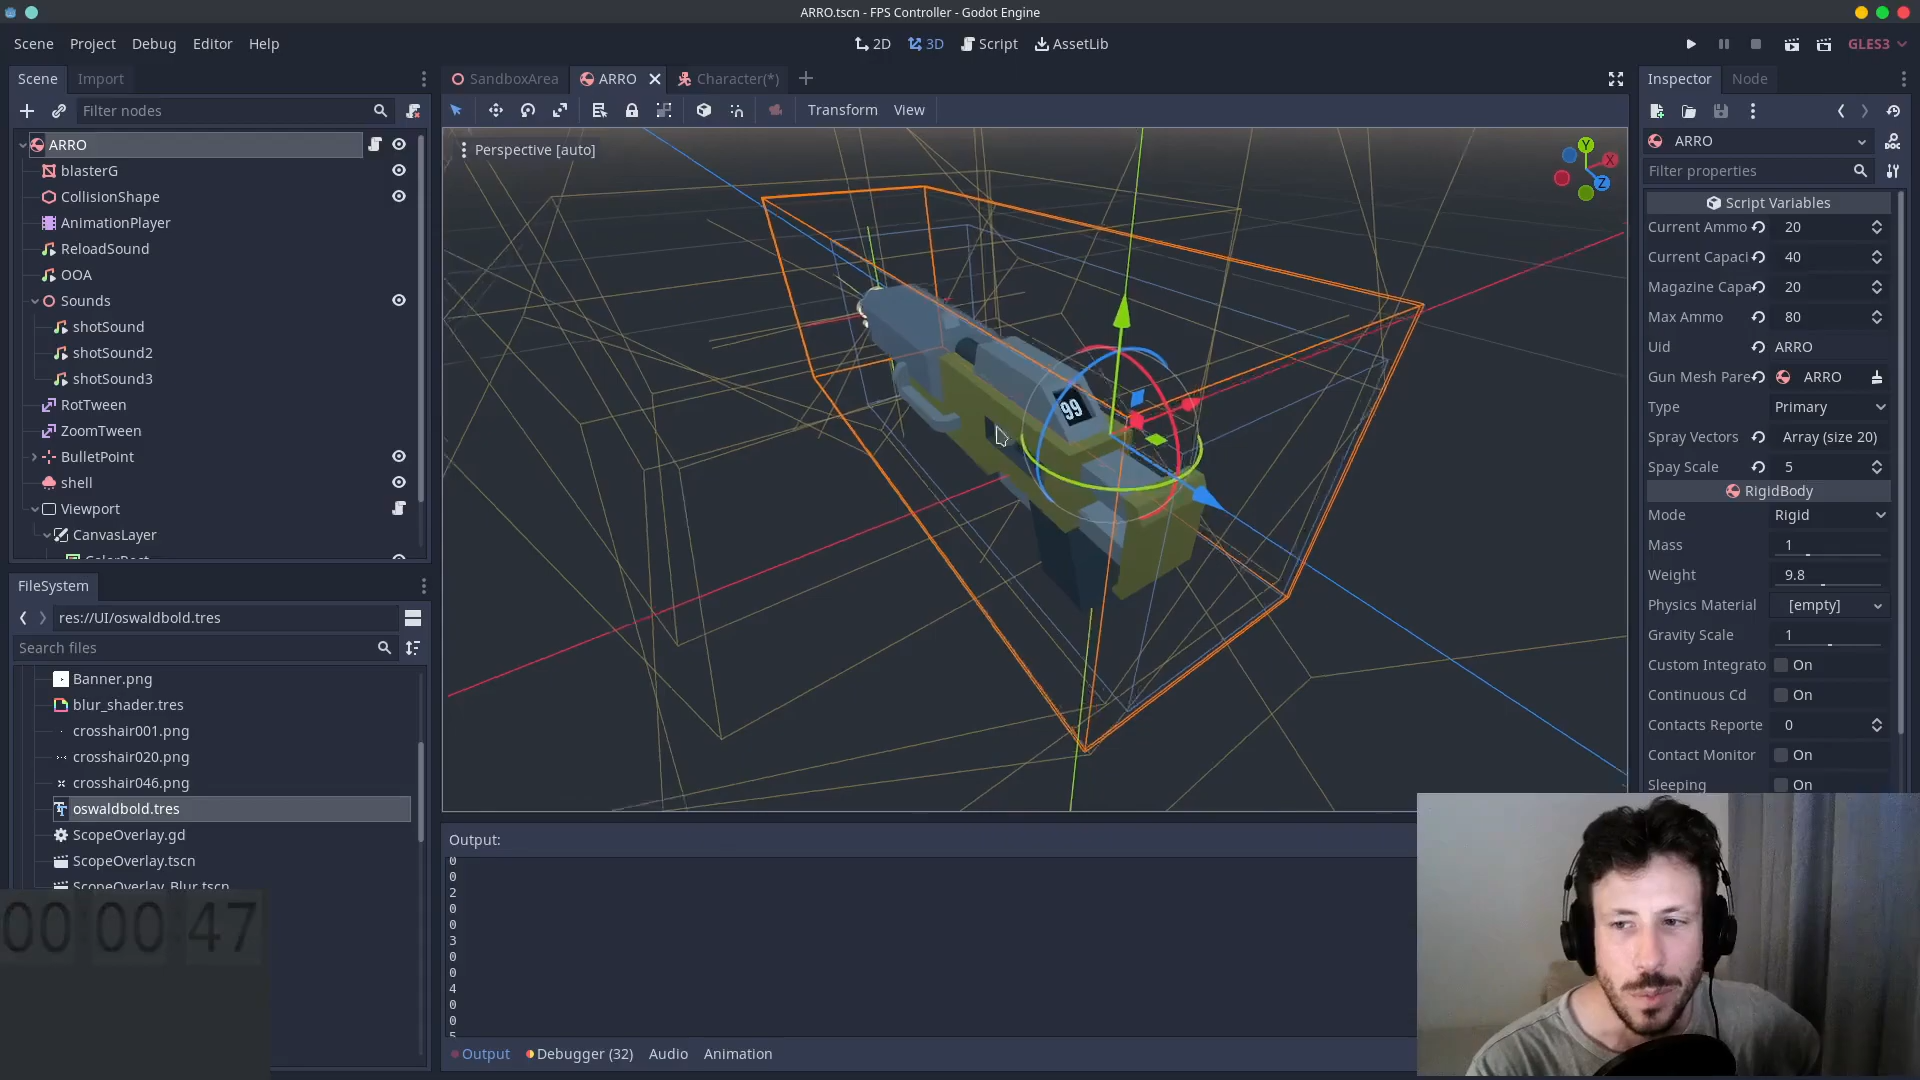 ARRO.tscn - FPS Controller - Godot Engine
Scene Project Debug Editor Help
2D 3D Script AssetLib
GLES3
Scene Import
SandboxArea ARRO Character(*)
Inspector Node
Filter nodes
Transform View
ARRO
blasterG
CollisionShape
AnimationPlayer
ReloadSound
OOA
Sounds
shotSound
shotSound2
shotSound3
RotTween
ZoomTween
BulletPoint
shell
Viewport
CanvasLayer
ColorRect
FileSystem
res://UI/oswaldbold.tres
Search files
Banner.png
blur_shader.tres
crosshair001.png
crosshair020.png
crosshair046.png
oswaldbold.tres
ScopeOverlay.gd
ScopeOverlay.tscn
ScopeOverlay_Blur.tscn
00 00 47
Perspective [auto]
Y
X
Z
99
Output:
0
0
2
0
0
3
0
0
4
0
0
5
Output Debugger (32) Audio Animation
ARRO
Filter properties
Script Variables
Current Ammo 20
Current Capaci 40
Magazine Capa 20
Max Ammo 80
Uid ARRO
Gun Mesh Pare ARRO
Type Primary
Spray Vectors Array (size 20)
Spay Scale 5
RigidBody
Mode Rigid
Mass 1
Weight 9.8
Physics Material [empty]
Gravity Scale 1
Custom Integrato On
Continuous Cd On
Contacts Reporte 0
Contact Monitor On
Sleeping On